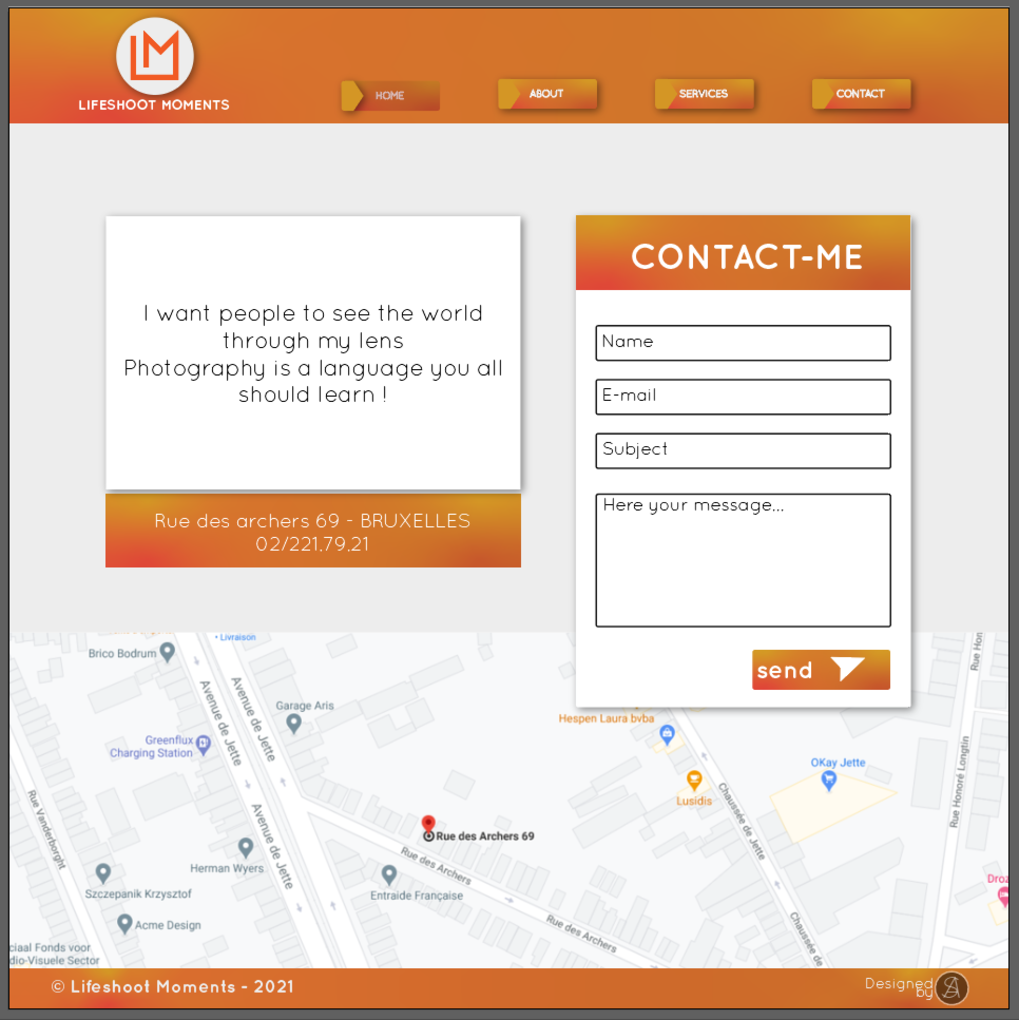 LM
LIFESHOOT MOMENTS
HOME
ABOUT
SERVICES
CONTACT
I want people to see the world
through my lens
Photography is a language you all
should learn !
Rue des archers 69 - BRUXELLES
02/221.79.21
CONTACT-ME
Name
E-mail
Subject
Here your message...
send
Livraison
Brico Bodrum
Avenue de Jette
Avenue de Jette
Garage Aris
Greenflux
Charging Station
Hespen Laura bvba
OKay Jette
Lusidis
Rue Hon
Rue Honoré Longtin
Rue Vanderborght
Avenue de Jette
Chaussée de Jette
Rue des Archers 69
Rue des Archers
Herman Wyers
Entraide Française
Szczepanik Krzysztof
Acme Design
Rue des Archers
Chaussée de
Droz
ciaal Fonds voor
dio-Visuele Sector
© Lifeshoot Moments - 2021
Designed
by